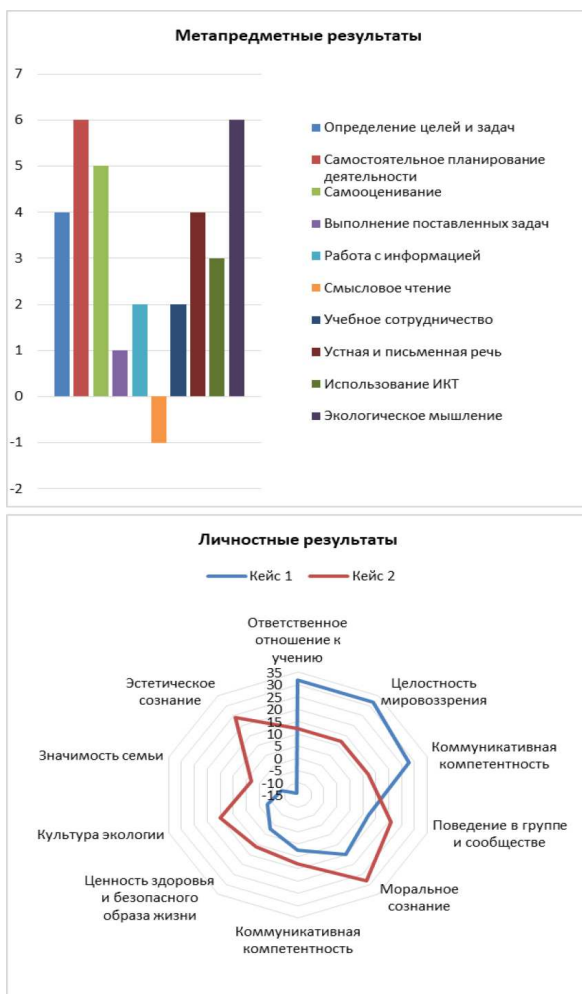 Метапредметные результаты
7
6
5
4
3
2
1
0
-1
-2
Определение целей и задач
Самостоятельное планирование
деятельности
Самооценивание
Выполнение поставленных задач
Работа с информацией
Смысловое чтение
Учебное сотрудничество
Устная и письменная речь
Использование ИКТ
Экологическое мышление
Личностные результаты
Кейс 1
Кейс 2
Ответственное
отношение к
учению
Целостность
мировоззрения
Коммуникативная
компетентность
Поведение в группе
и сообществе
Моральное
сознание
Коммуникативная
компетентность
Ценность здоровья
и безопасного
образа жизни
Культура экологии
Значимость семьи
Эстетическое
сознание
35
30
25
20
15
10
5
0
-5
-10
-15